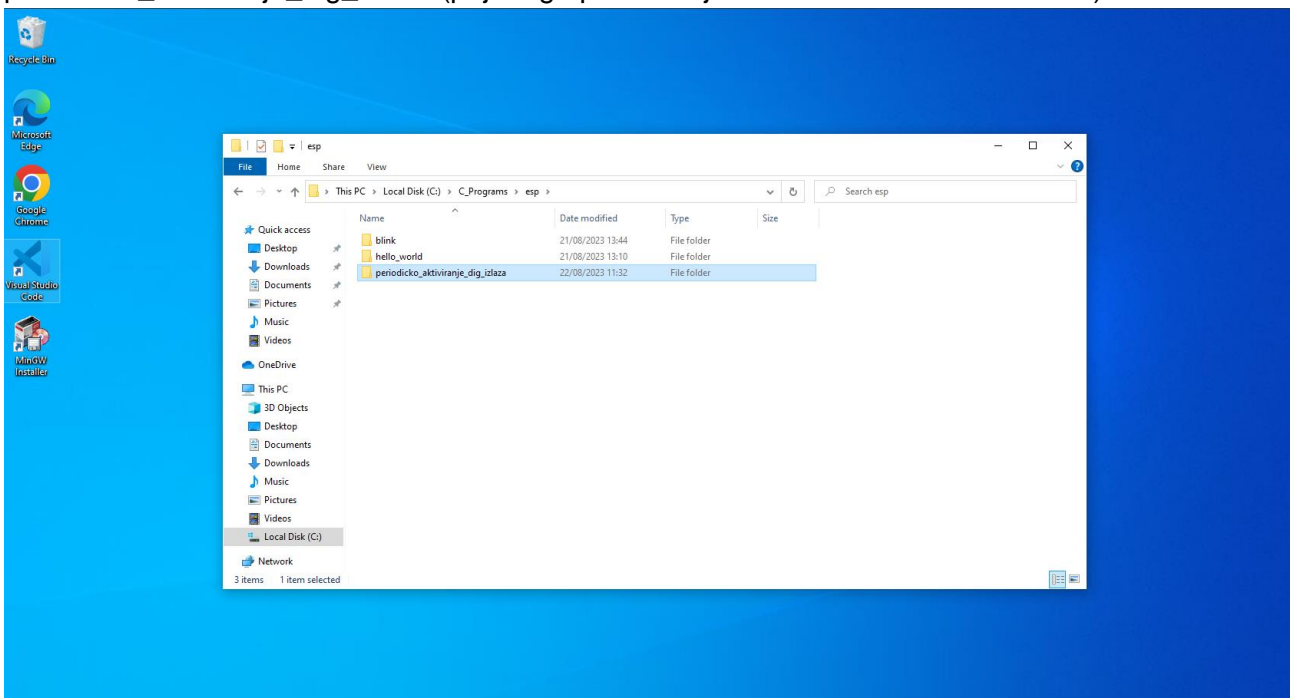 Recycle Bin
Microsoft
Edge
Google
Chrome
Visual Studio
Code
MinGW
Installer
esp
File Home Share View
This PC > Local Disk (C:) > C_Programs > esp >
Search esp
Name Date modified Type Size
Quick access
Desktop
Downloads
Documents
Pictures
Music
Videos
OneDrive
This PC
3D Objects
Desktop
Documents
Downloads
Music
Pictures
Videos
Local Disk (C:)
Network
blink 21/08/2023 13:44 File folder
hello_world 21/08/2023 13:10 File folder
periodicko_aktiviranje_dig_izlaza 22/08/2023 11:32 File folder
3 items 1 item selected